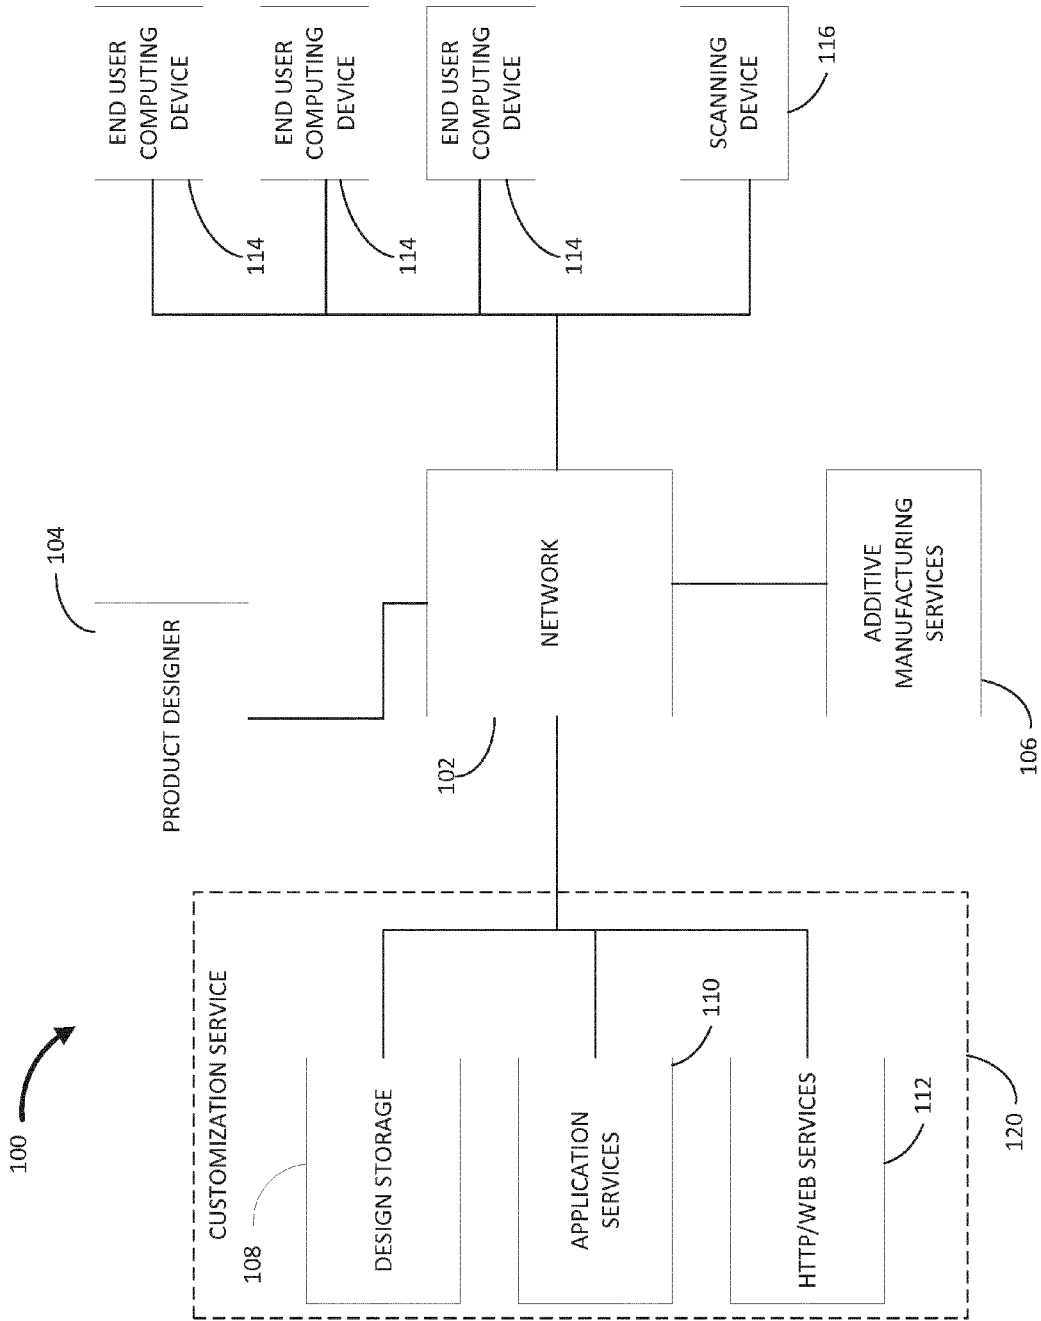 100
CUSTOMIZATION SERVICE
108
DESIGN STORAGE
110
APPLICATION
SERVICES
112
HTTP/WEB SERVICES
120
104
PRODUCT DESIGNER
102
NETWORK
ADDITIVE
MANUFACTURING
SERVICES
106
END USER
COMPUTING
DEVICE
114
END USER
COMPUTING
DEVICE
114
END USER
COMPUTING
DEVICE
114
SCANNING
DEVICE
116